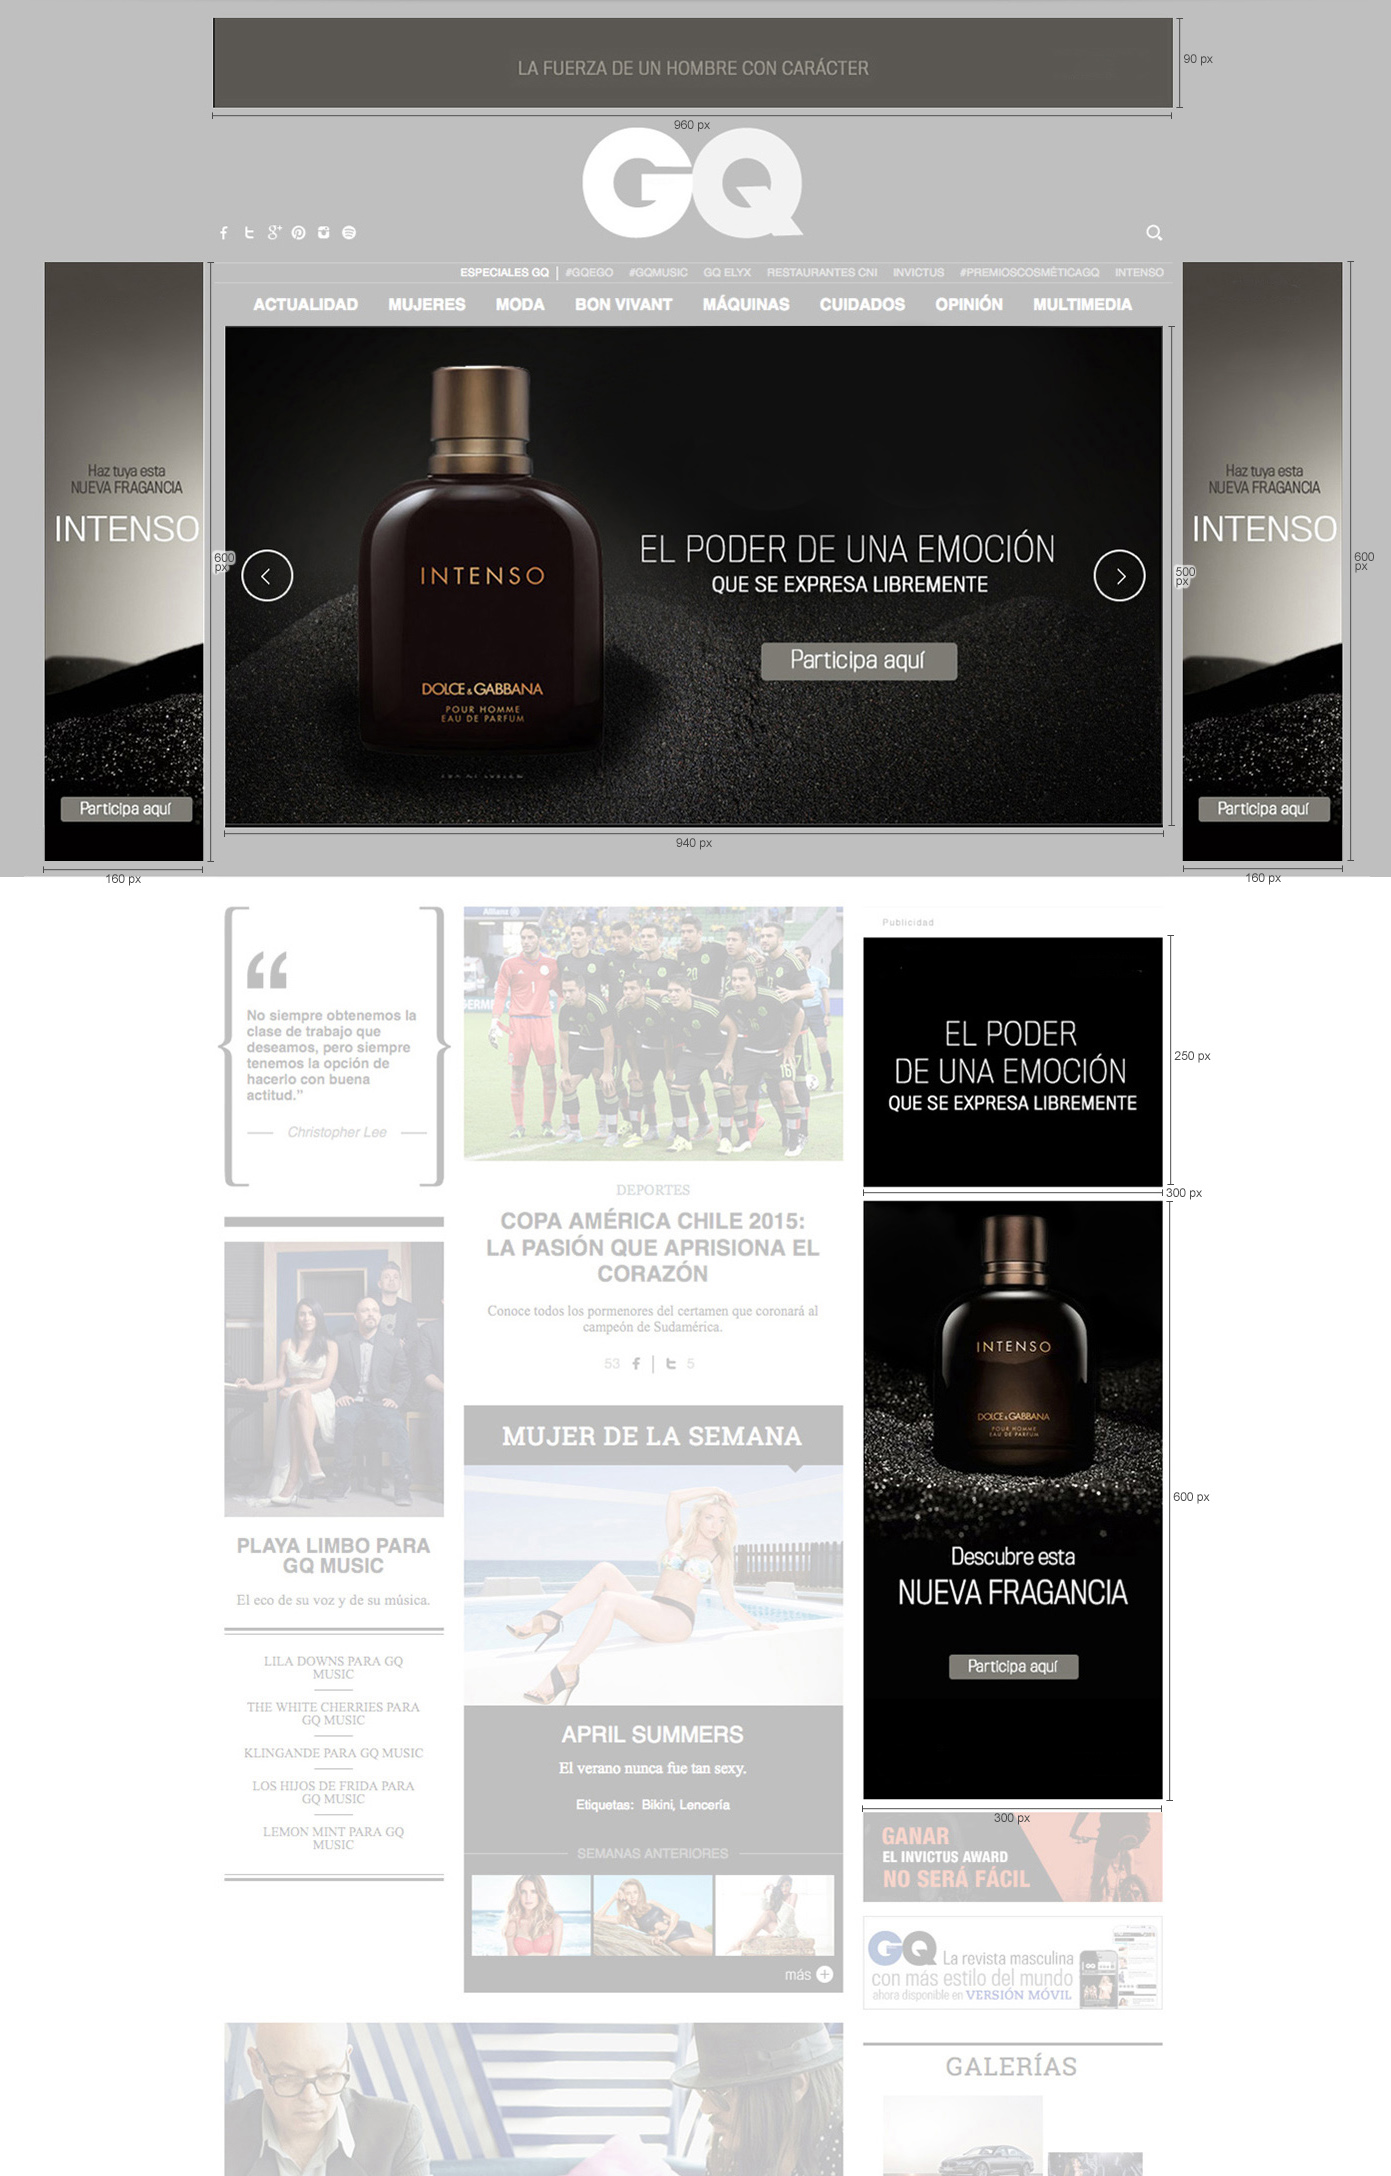 LA FUERZA DE UN HOMBRE CON CARÁCTER
90 px
960 px
GQ
ESPECIALES GQ | #GQEGO #GQMUSIC GQ ELYX RESTAURANTES CNI INVICTUS #PREMIOSCOSMÉTICAGQ INTENSO
ACTUALIDAD MUJERES MODA BON VIVANT MÁQUINAS CUIDADOS OPINIÓN MULTIMEDIA
Haz tuya esta
NUEVA FRAGANCIA
INTENSO
Participa aquí
600
px
160 px
INTENSO
DOLCE & GABBANA
POUR HOMME
EAU DE PARFUM
EL PODER DE UNA EMOCIÓN
QUE SE EXPRESA LIBREMENTE
Participa aquí
500
px
940 px
Haz tuya esta
NUEVA FRAGANCIA
INTENSO
Participa aquí
600
px
160 px
“
No siempre obtenemos la
clase de trabajo que
deseamos, pero siempre
tenemos la opción de
hacerlo con buena
actitud.”
Christopher Lee
PLAYA LIMBO PARA
GQ MUSIC
El eco de su voz y de su música.
LILA DOWNS PARA GQ
MUSIC
THE WHITE CHERRIES PARA
GQ MUSIC
KLINGANDE PARA GQ MUSIC
LOS HIJOS DE FRIDA PARA
GQ MUSIC
LEMON MINT PARA GQ
MUSIC
Allianz
DEPORTES
COPA AMÉRICA CHILE 2015:
LA PASIÓN QUE APRISIONA EL
CORAZÓN
Conoce todos los pormenores del certamen que coronará al
campeón de Sudamérica.
53 | 5
MUJER DE LA SEMANA
APRIL SUMMERS
El verano nunca fue tan sexy.
Etiquetas: Bikini, Lencería
SEMANAS ANTERIORES
más
Publicidad
EL PODER
DE UNA EMOCIÓN
QUE SE EXPRESA LIBREMENTE
250 px
300 px
INTENSO
DOLCE & GABBANA
POUR HOMME
EAU DE PARFUM
Descubre esta
NUEVA FRAGANCIA
Participa aquí
600 px
300 px
GANAR
EL INVICTUS AWARD
NO SERÁ FÁCIL
GQ La revista masculina
con más estilo del mundo
ahora disponible en VERSIÓN MÓVIL
GALERÍAS